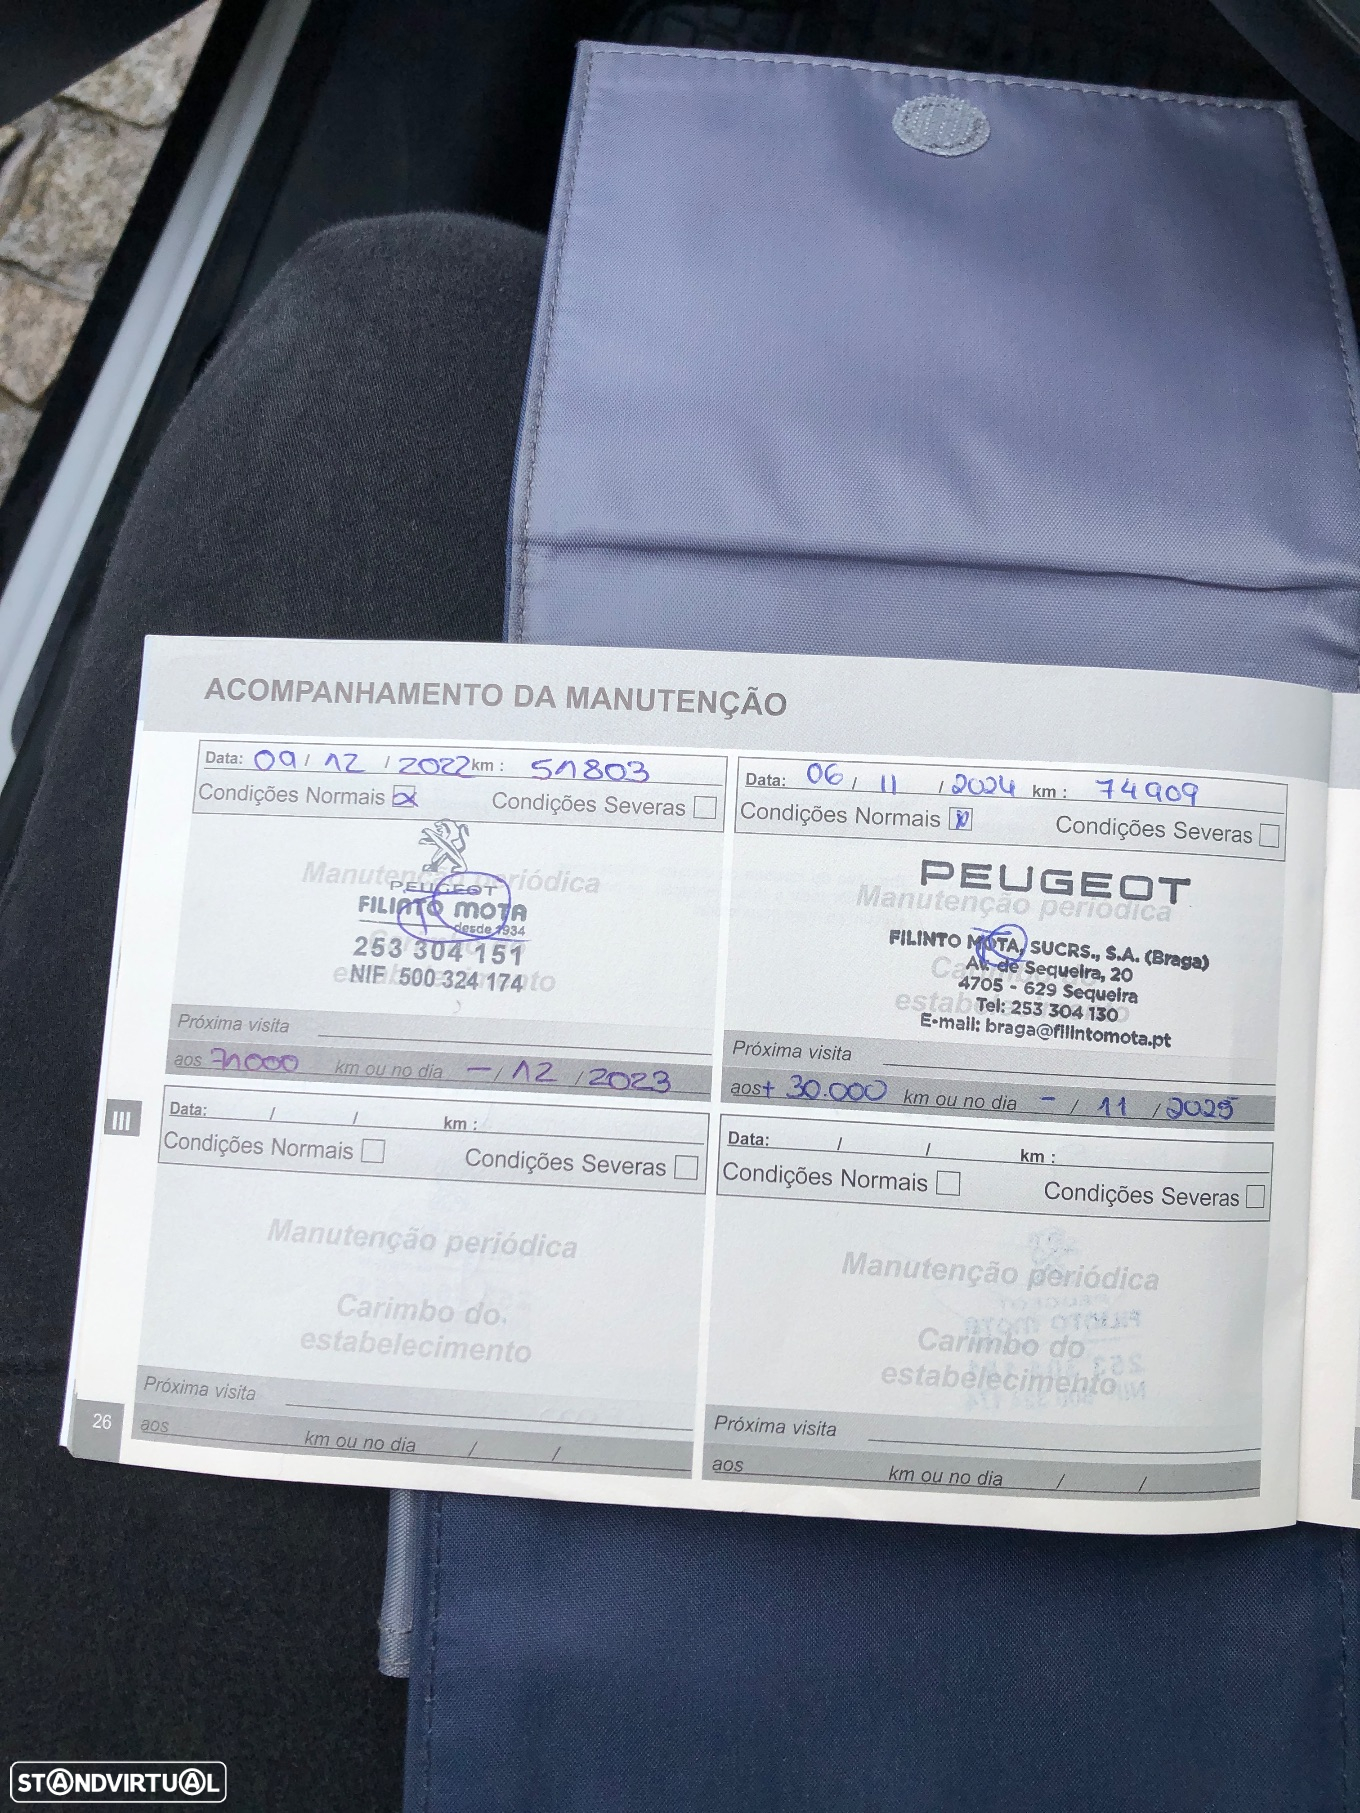 ACOMPANHAMENTO DA MANUTENÇÃO
Data: 09 / 12 / 2022 km : 51803
Condições Normais Condições Severas
Manutenção periódica
PEUGEOT
FILINTO MOTA
desde 1934
253 304 151
NIF 500 324 174
Próxima visita
aos 71000 km ou no dia - / 12 / 2023
Data: 06 / 11 / 2024 km : 74909
Condições Normais Condições Severas
PEUGEOT
Manutenção periódica
FILINTO MOTA, SUCRS., S.A. (Braga)
Av. de Sequeira, 20
4705 - 629 Sequeira
Tel: 253 304 130
E-mail: braga@filintomota.pt
Próxima visita
aos + 30.000 km ou no dia - / 11 / 2025
III
Data: / / km :
Condições Normais Condições Severas
Manutenção periódica
Carimbo do
estabelecimento
Próxima visita
aos km ou no dia / /
Data: / / km :
Condições Normais Condições Severas
Manutenção periódica
Carimbo do
estabelecimento
Próxima visita
aos km ou no dia / /
26
STANDVIRTUAL